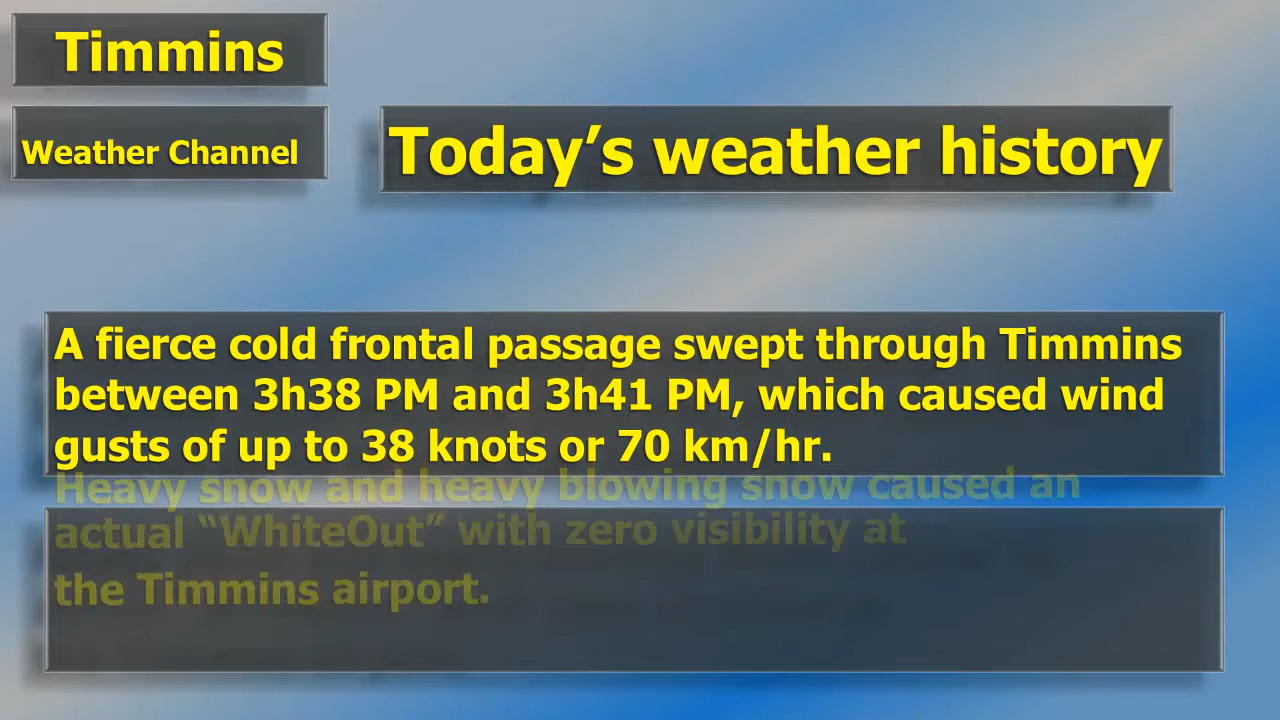 Timmins
Weather Channel
Today’s weather history
A fierce cold frontal passage swept through Timmins
between 3h38 PM and 3h41 PM, which caused wind
gusts of up to 38 knots or 70 km/hr.
Heavy snow and heavy blowing snow caused an
actual “WhiteOut” with zero visibility at
the Timmins airport.